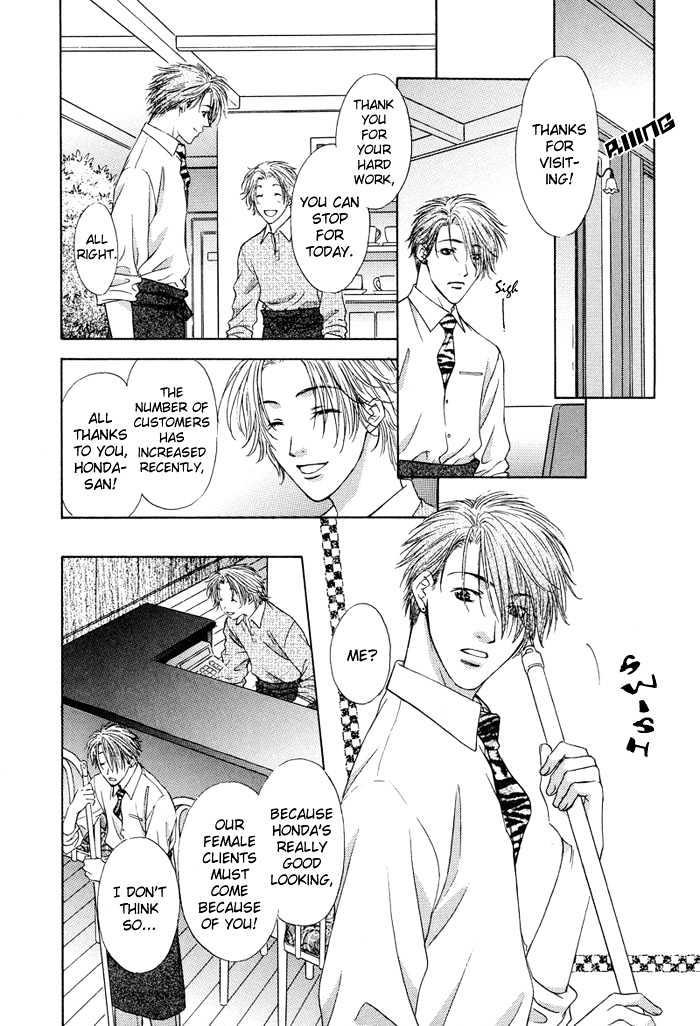 RIIING
THANKS
FOR
VISIT-
ING!
Sigh
THANK
YOU
FOR
YOUR
HARD
WORK,
YOU CAN
STOP
FOR
TODAY.
ALL
RIGHT.
THE
NUMBER OF
CUSTOMERS
HAS
INCREASED
RECENTLY,
ALL
THANKS
TO YOU,
HONDA-
SAN!
ME?
BECAUSE
HONDA'S
REALLY
GOOD
LOOKING,
OUR
FEMALE
CLIENTS
MUST
COME
BECAUSE
OF YOU!
I DON'T
THINK
SO...